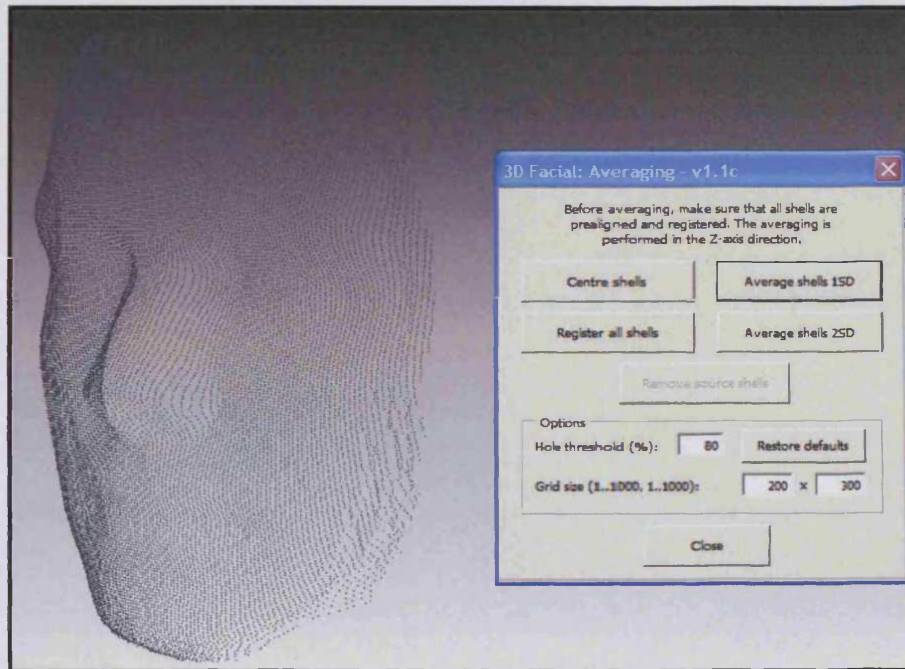 3D Facial: Averaging - v1.1c
Before averaging, make sure that all shells are
prealigned and registered. The averaging is
performed in the Z-axis direction.
Centre shells
Average shells 1SD
Register all shells
Average shells 2SD
Remove source shells
Options
Hole threshold (%): 80
Restore defaults
Grid size (1..1000, 1..1000): 200 x 300
Close